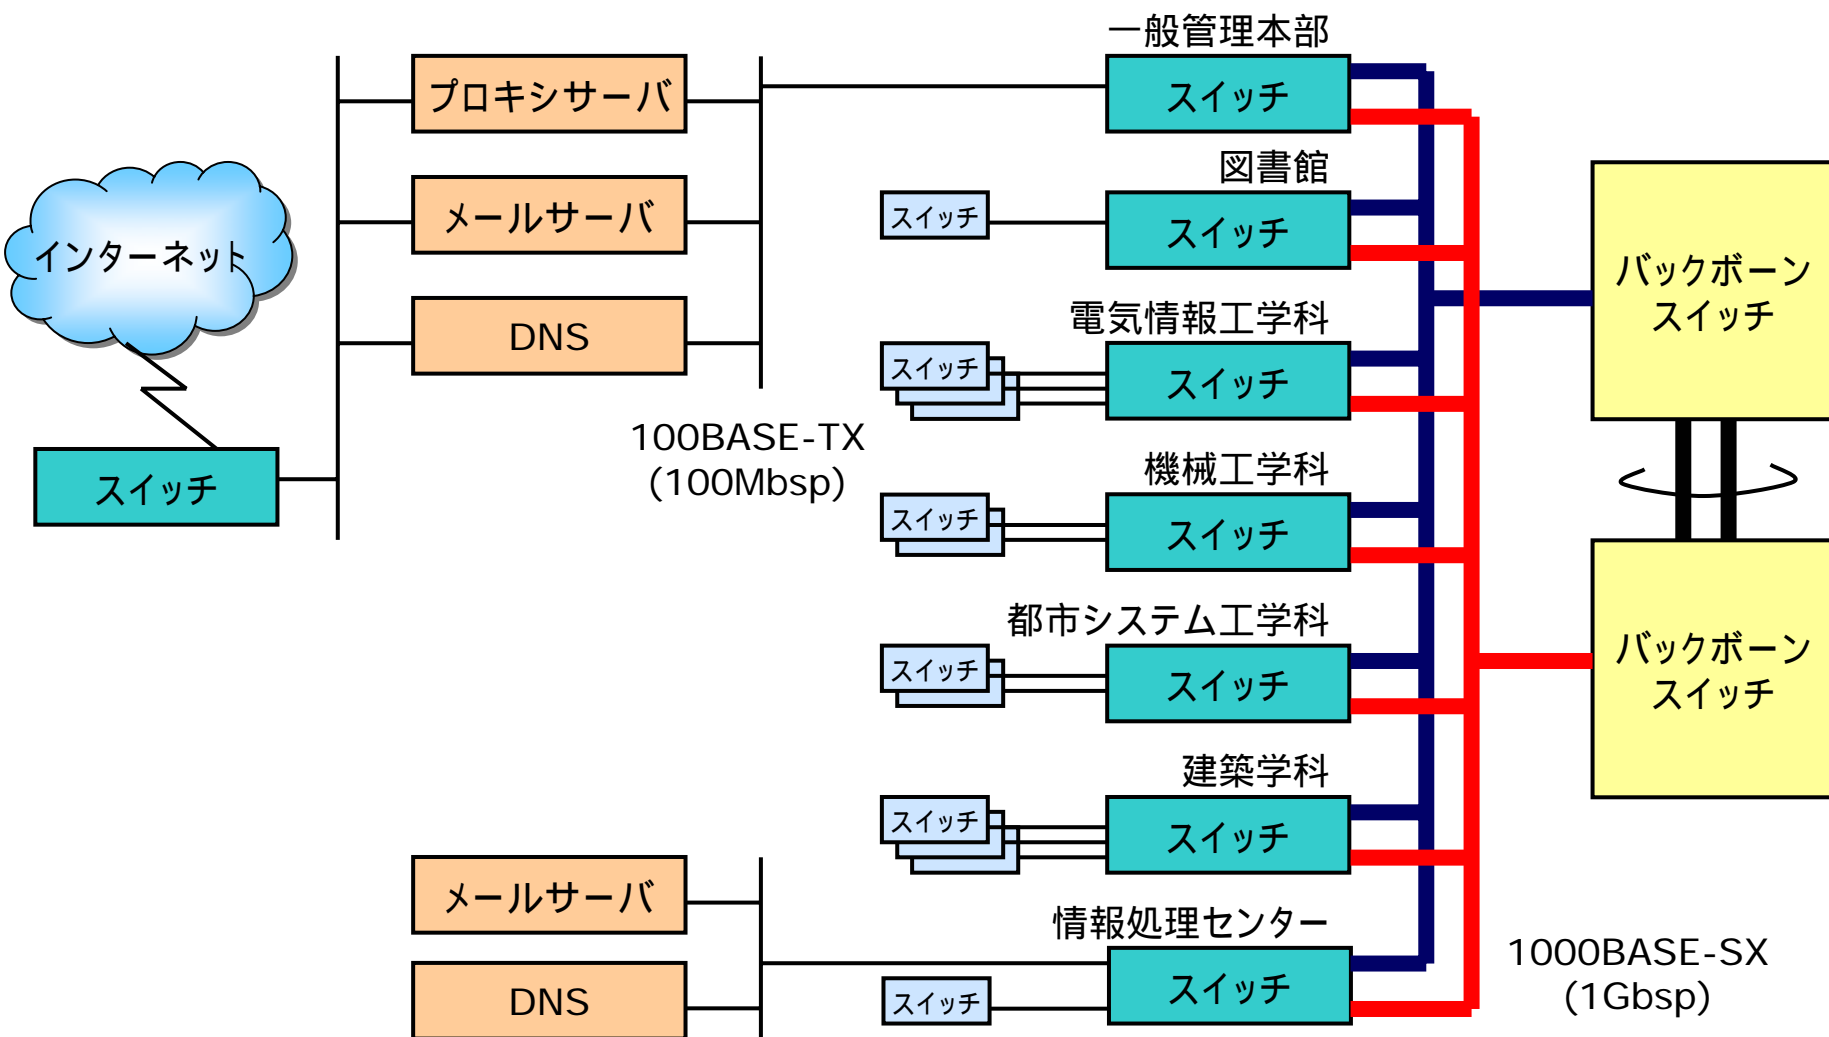 一般管理本部
プロキシサーバ
スイッチ
図書館
メールサーバ
スイッチ
スイッチ
インターネット
バックボーン
スイッチ
電気情報工学科
DNS
スイッチ
スイッチ
100BASE-TX
(100Mbsp)
機械工学科
スイッチ
スイッチ
スイッチ
都市システム工学科
スイッチ
スイッチ
バックボーン
スイッチ
建築学科
スイッチ
スイッチ
メールサーバ
情報処理センター
1000BASE-SX
(1Gbsp)
DNS
スイッチ
スイッチ